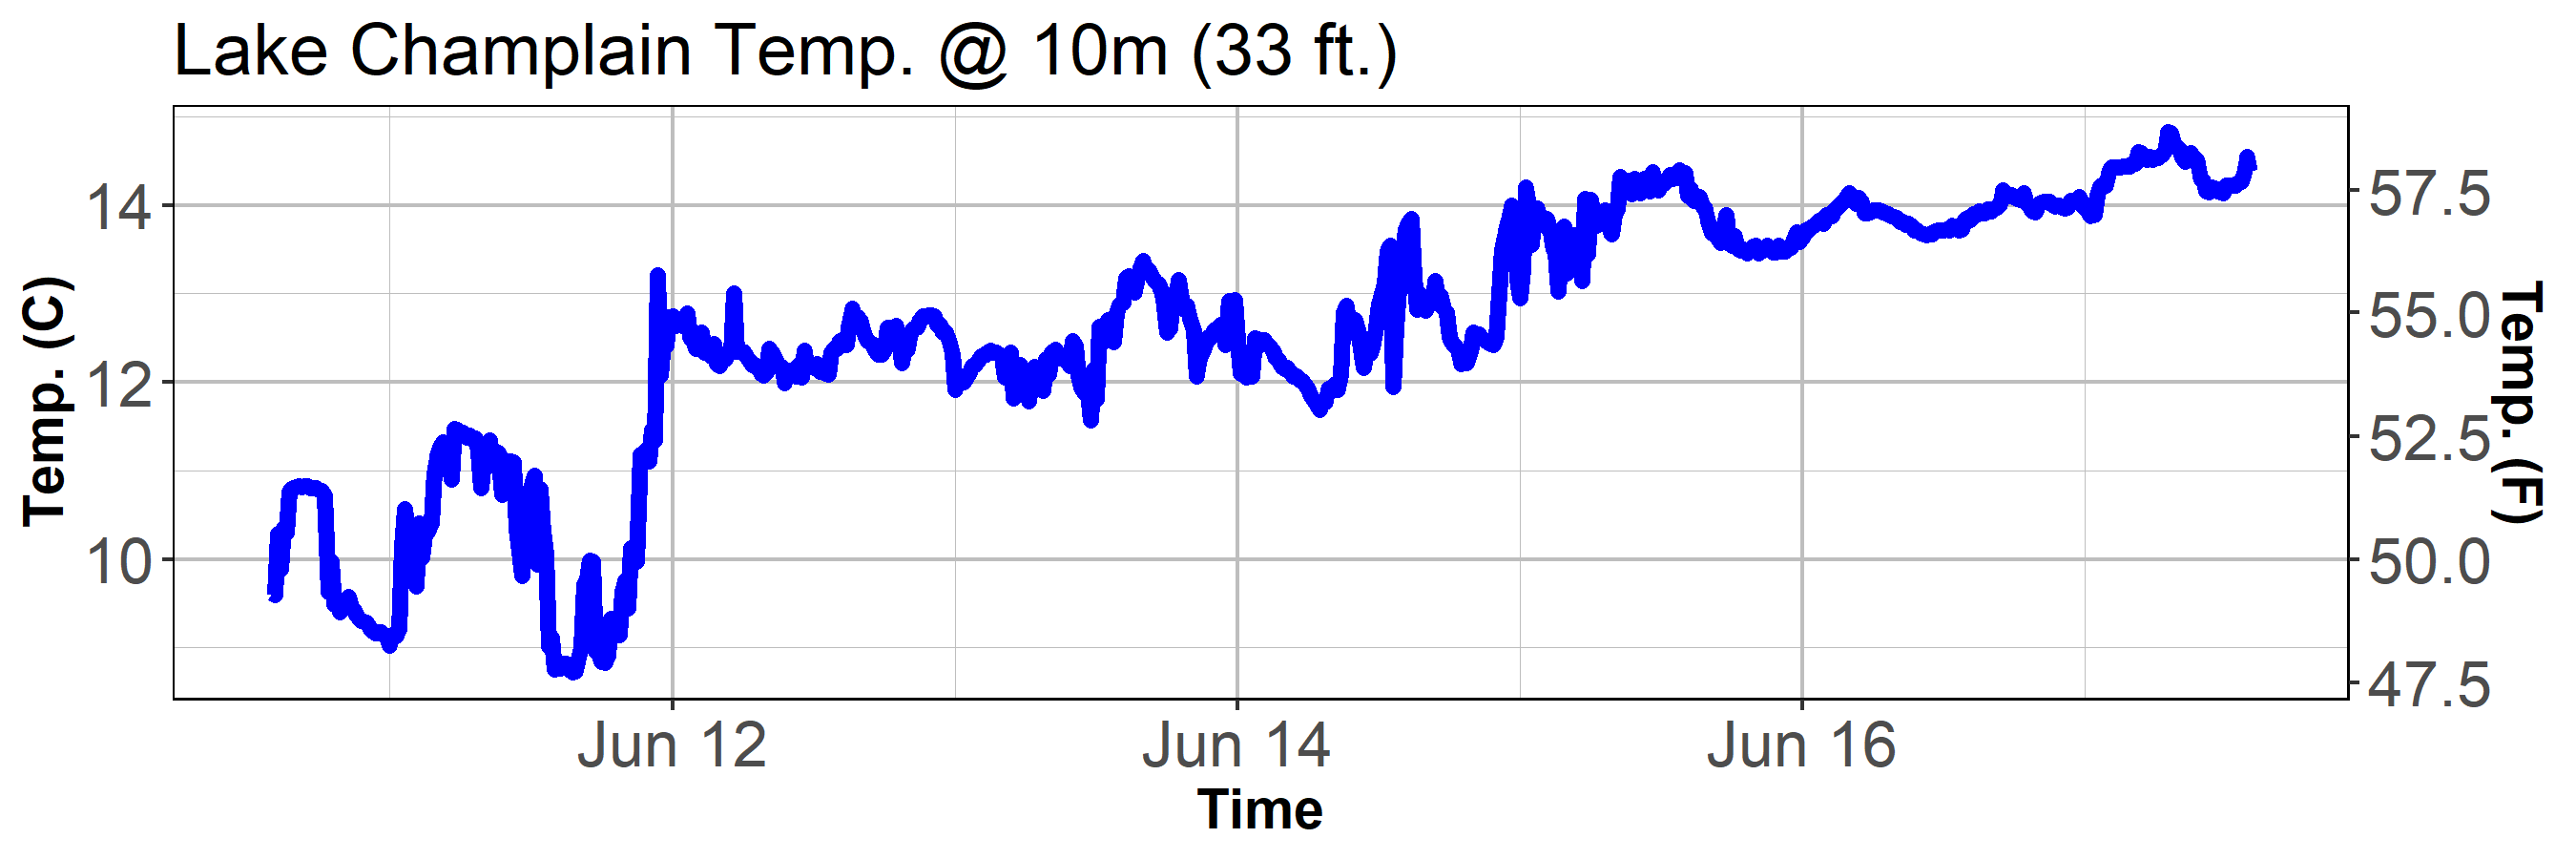 Lake Champlain Temp. @ 10m (33 ft.)
Temp. (C)
14
12
10
57.5
55.0
52.5
50.0
47.5
Temp. (F)
Jun 12
Jun 14
Jun 16
Time